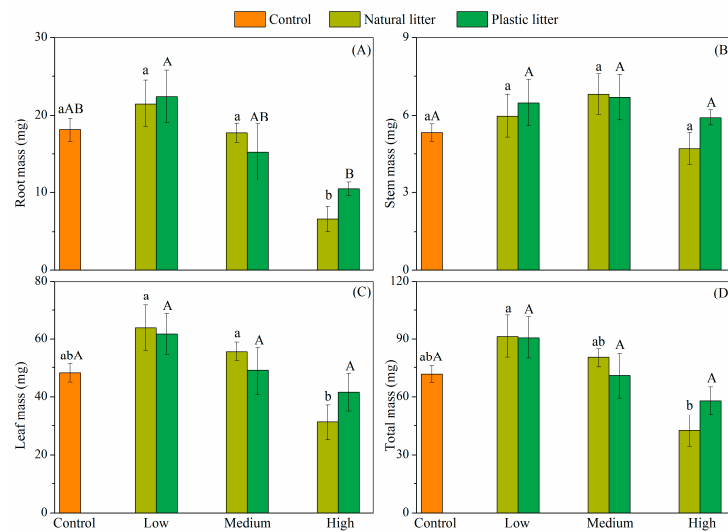 Control Natural litter Plastic litter
30 (A)
20
10
0
Root mass (mg)
aAB a A a AB b B
9 (B)
6
3
0
Stem mass (mg)
aA a A a A a A
80 (C)
60
40
20
0
Leaf mass (mg)
abA a A a A b A
Control Low Medium High
120 (D)
90
60
30
0
Total mass (mg)
abA a A ab A b A
Control Low Medium High